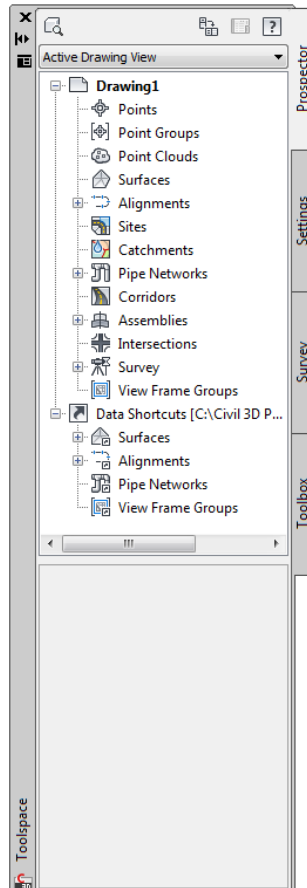 Active Drawing View
Drawing1
Points
Point Groups
Point Clouds
Surfaces
Alignments
Sites
Catchments
Pipe Networks
Corridors
Assemblies
Intersections
Survey
View Frame Groups
Data Shortcuts [C:\Civil 3D P...
Surfaces
Alignments
Pipe Networks
View Frame Groups
Prospector
Settings
Survey
Toolbox
Toolspace